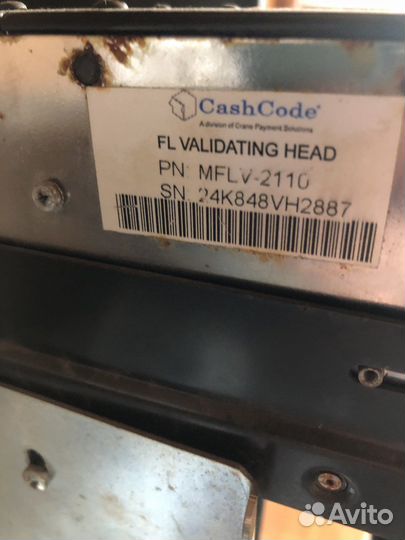 CashCode®
A division of Crane Payment Solutions
FL VALIDATING HEAD
PN: MFLV-2110
SN: 24K848VH2887
Avito